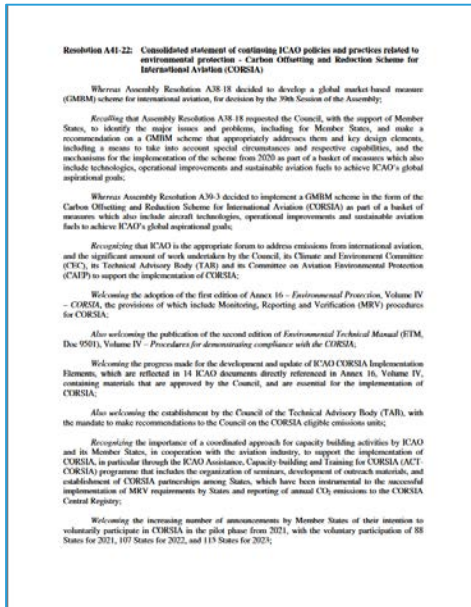 Resolution A41-22: Consolidated statement of continuing ICAO policies and practices related to
environmental protection - Carbon Offsetting and Reduction Scheme for
International Aviation (CORSIA)
Whereas Assembly Resolution A38-18 decided to develop a global market-based measure
(GMBM) scheme for international aviation, for decision by the 39th Session of the Assembly;
Recalling that Assembly Resolution A38-18 requested the Council, with the support of Member
States, to identify the major issues and problems, including for Member States, and make a
recommendation on a GMBM scheme that appropriately addresses them and key design elements,
including a means to take into account special circumstances and respective capabilities, and the
mechanisms for the implementation of the scheme from 2020 as part of a basket of measures which also
include technologies, operational improvements and sustainable aviation fuels to achieve ICAO's global
aspirational goals;
Whereas Assembly Resolution A39-3 decided to implement a GMBM scheme in the form of the
Carbon Offsetting and Reduction Scheme for International Aviation (CORSIA) as part of a basket of
measures which also include aircraft technologies, operational improvements and sustainable aviation
fuels to achieve ICAO's global aspirational goals;
Recognizing that ICAO is the appropriate forum to address emissions from international aviation,
and the significant amount of work undertaken by the Council, its Climate and Environment Committee
(CEC), its Technical Advisory Body (TAB) and its Committee on Aviation Environmental Protection
(CAEP) to support the implementation of CORSIA;
Welcoming the adoption of the first edition of Annex 16 – Environmental Protection, Volume IV
– CORSIA, the provisions of which include Monitoring, Reporting and Verification (MRV) procedures
for CORSIA;
Also welcoming the publication of the second edition of Environmental Technical Manual (ETM,
Doc 9501), Volume IV – Procedures for demonstrating compliance with the CORSIA;
Welcoming the progress made for the development and update of ICAO CORSIA Implementation
Elements, which are reflected in 14 ICAO documents directly referenced in Annex 16, Volume IV,
containing materials that are approved by the Council, and are essential for the implementation of
CORSIA;
Also welcoming the establishment by the Council of the Technical Advisory Body (TAB), with
the mandate to make recommendations to the Council on the CORSIA eligible emissions units;
Recognizing the importance of a coordinated approach for capacity building activities by ICAO
and its Member States, in cooperation with the aviation industry, to support the implementation of
CORSIA, in particular through the ICAO Assistance, Capacity-building and Training for CORSIA (ACT-
CORSIA) programme that includes the organization of seminars, development of outreach materials, and
establishment of CORSIA partnerships among States, which have been instrumental to the successful
implementation of MRV requirements by States and reporting of annual CO₂ emissions to the CORSIA
Central Registry;
Welcoming the increasing number of announcements by Member States of their intention to
voluntarily participate in CORSIA in the pilot phase from 2021, with the voluntary participation of 88
States for 2021, 107 States for 2022, and 115 States for 2023;